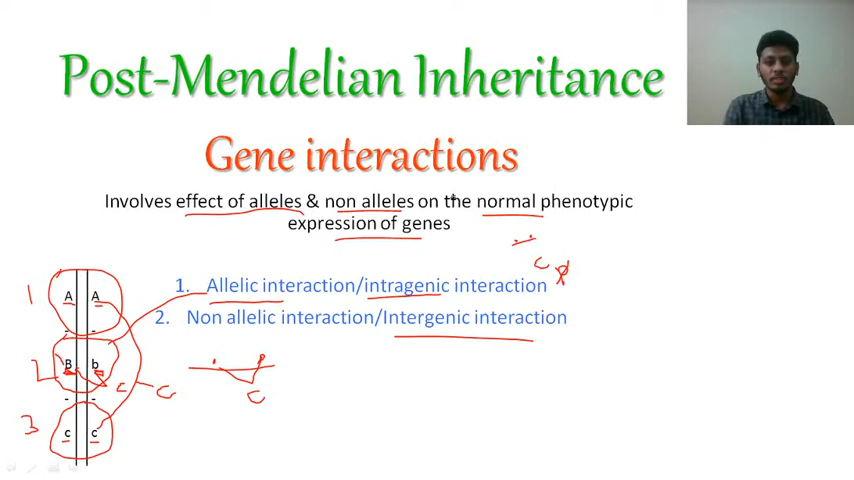 Post-Mendelian Inheritance
Gene interactions
Involves effect of alleles & non alleles on the normal phenotypic
expression of genes
1. Allelic interaction/intragenic interaction
2. Non allelic interaction/Intergenic interaction
1
A A
B b
2
C
C
C
C
3
c c